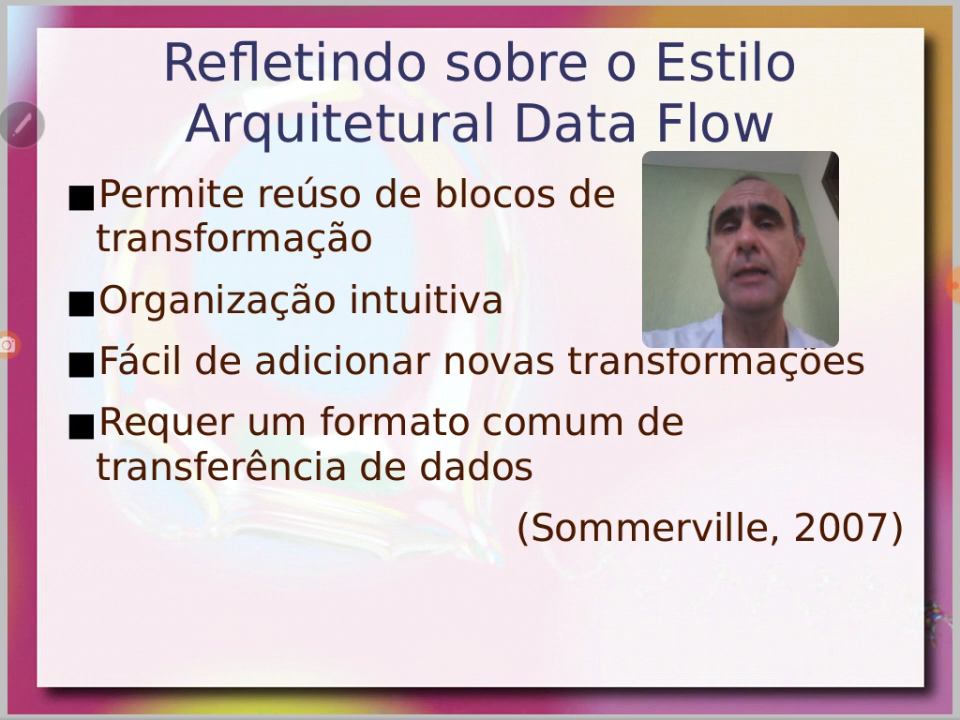 Refletindo sobre o Estilo
Arquitetural Data Flow
■Permite reúso de blocos de
transformação
■Organização intuitiva
■Fácil de adicionar novas transformações
■Requer um formato comum de
transferência de dados
(Sommerville, 2007)